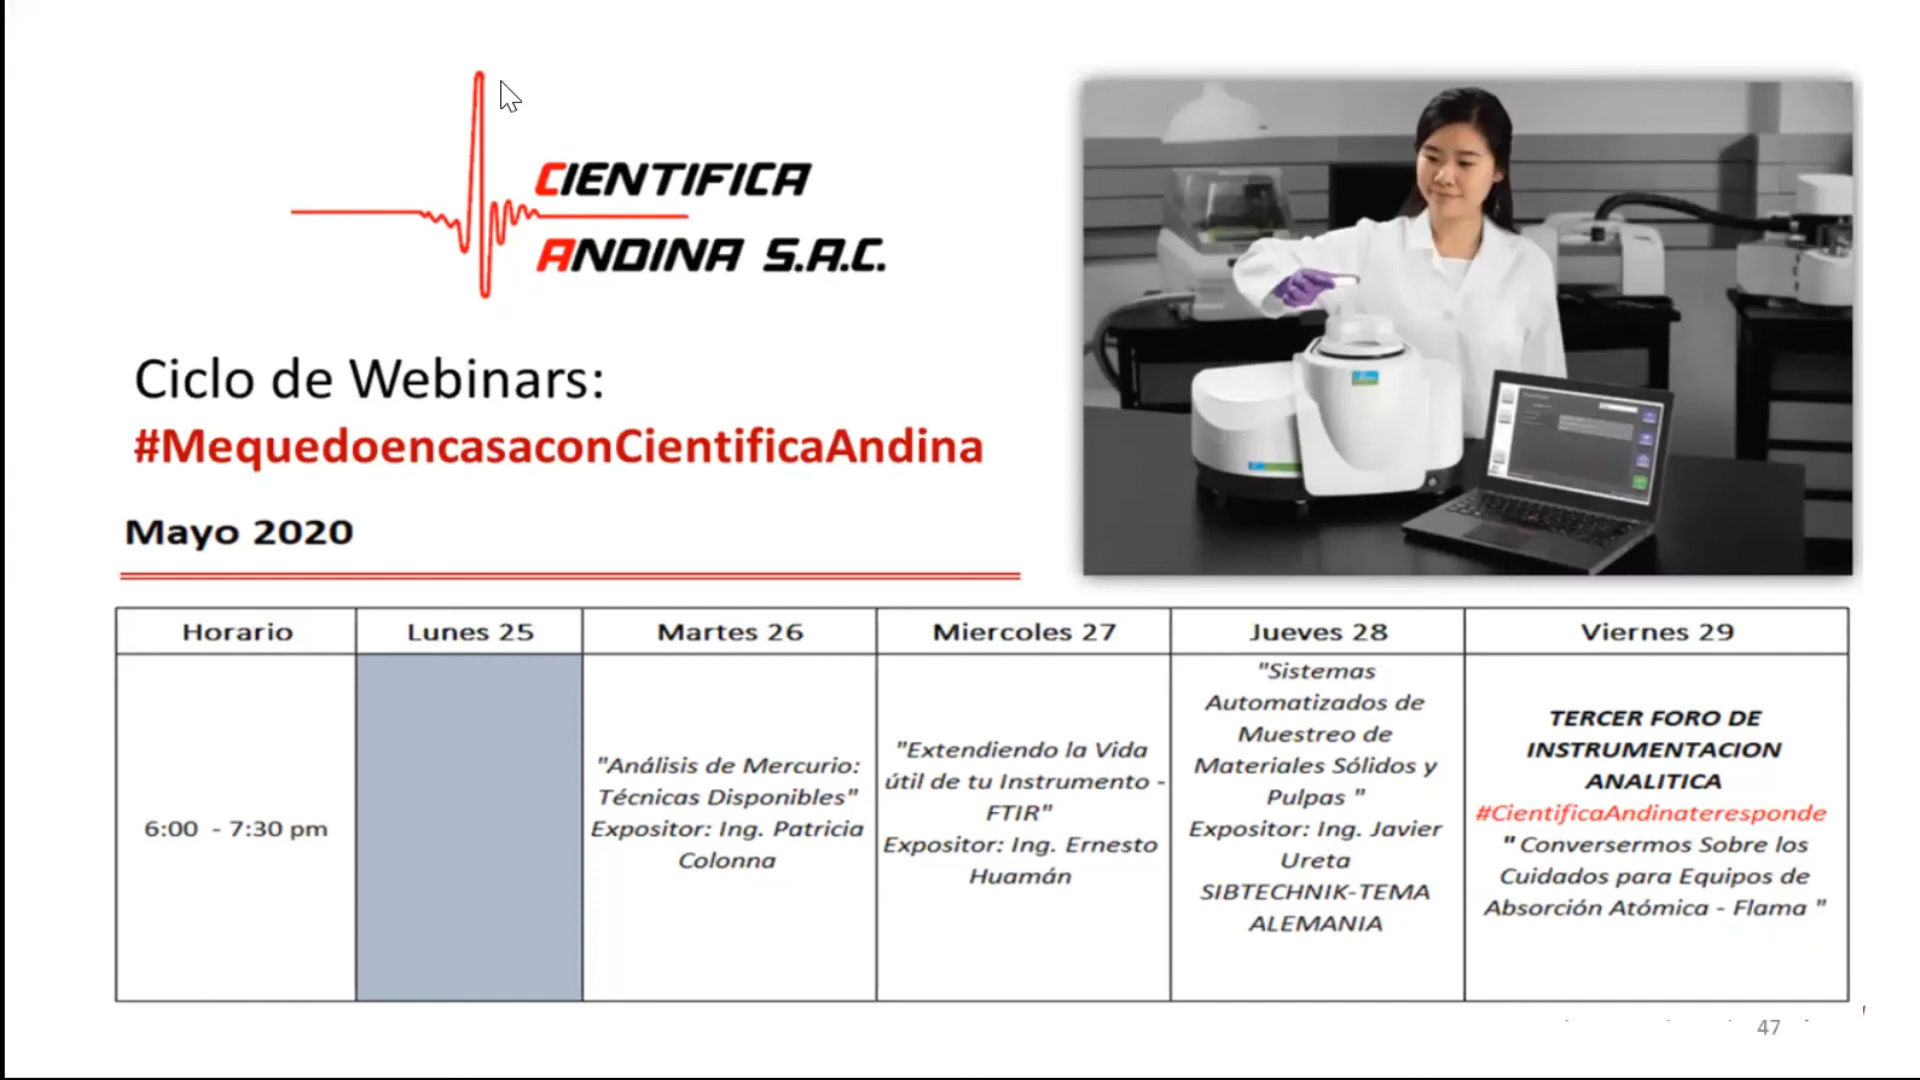 CIENTIFICA
ANDINA S.A.C.
Ciclo de Webinars:
#MequedoencasaconCientificaAndina
Mayo 2020
Horario
Lunes 25
Martes 26
Miercoles 27
Jueves 28
Viernes 29
6:00 - 7:30 pm
"Análisis de Mercurio:
Técnicas Disponibles"
Expositor: Ing. Patricia
Colonna
"Extendiendo la Vida
útil de tu Instrumento -
FTIR"
Expositor: Ing. Ernesto
Huamán
"Sistemas
Automatizados de
Muestreo de
Materiales Sólidos y
Pulpas "
Expositor: Ing. Javier
Ureta
SIBTECHNIK-TEMA
ALEMANIA
TERCER FORO DE
INSTRUMENTACION
ANALITICA
#CientificaAndinateresponde
" Conversermos Sobre los
Cuidados para Equipos de
Absorción Atómica - Flama "
47